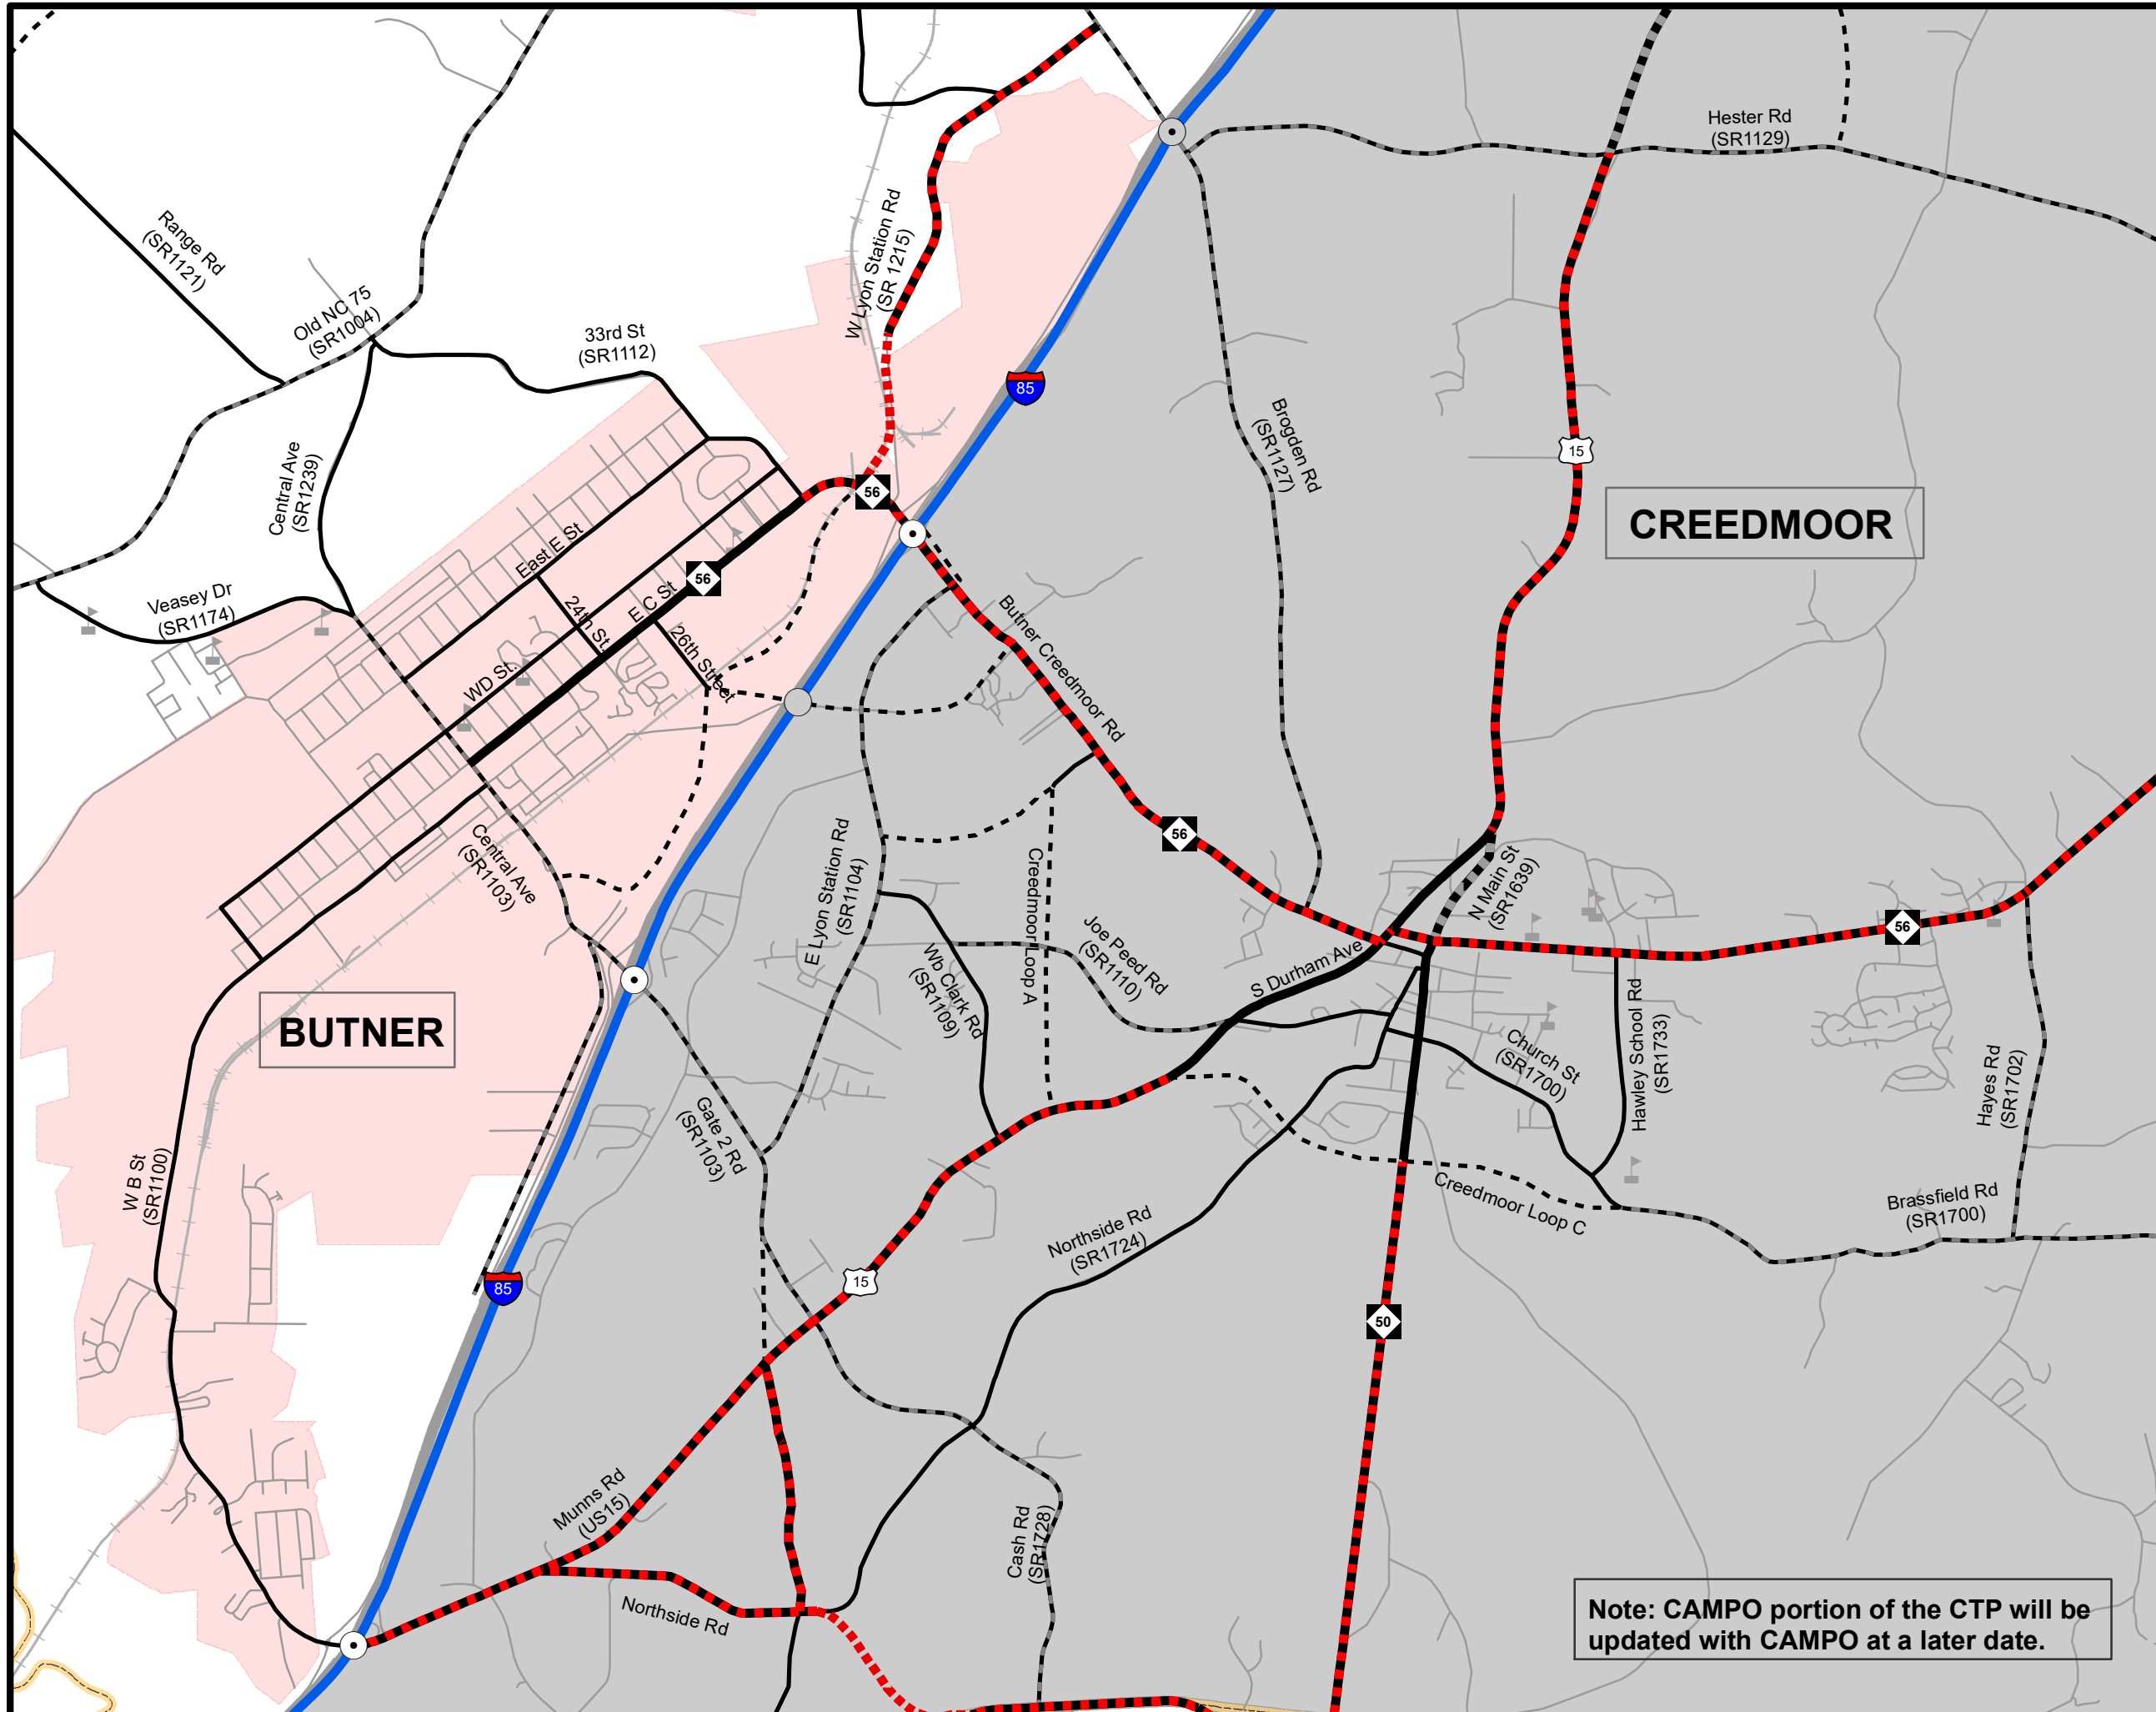 Hester Rd
(SR1129)
Range Rd
(SR1121)
W Lyon Station Rd
(SR 1215)
Old NC 75
(SR1004)
33rd St
(SR1112)
85
Brogden Rd
(SR1127)
15
Central Ave
(SR1239)
56
CREEDMOOR
East E St
56
Veasey Dr
(SR1174)
24th St.
E C St
26th Street
Butner Creedmoor Rd
WD St.
Central Ave
(SR1103)
56
E Lyon Station Rd
(SR1104)
Creedmoor Loop A
N Main St
(SR1639)
Joe Peed Rd
(SR1110)
56
Wb Clark Rd
(SR1109)
S Durham Ave
BUTNER
Hawley School Rd
(SR1733)
Church St
(SR1700)
Hayes Rd
(SR1702)
Gate 2 Rd
(SR1103)
W B St
(SR1100)
Creedmoor Loop C
Brassfield Rd
(SR1700)
Northside Rd
(SR1724)
85
15
50
Munns Rd
(US15)
Cash Rd
(SR1728)
Northside Rd
Note: CAMPO portion of the CTP will be
updated with CAMPO at a later date.